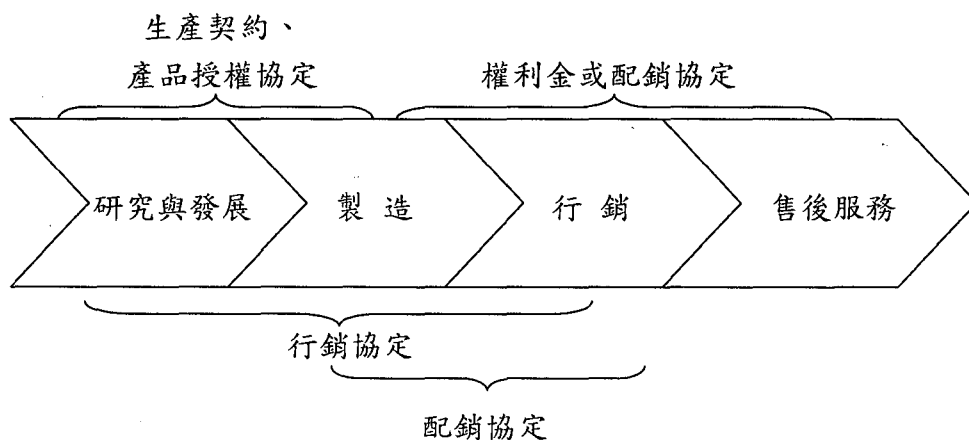 生產契約、
產品授權協定
權利金或配銷協定
研究與發展
製造
行銷
售後服務
行銷協定
配銷協定